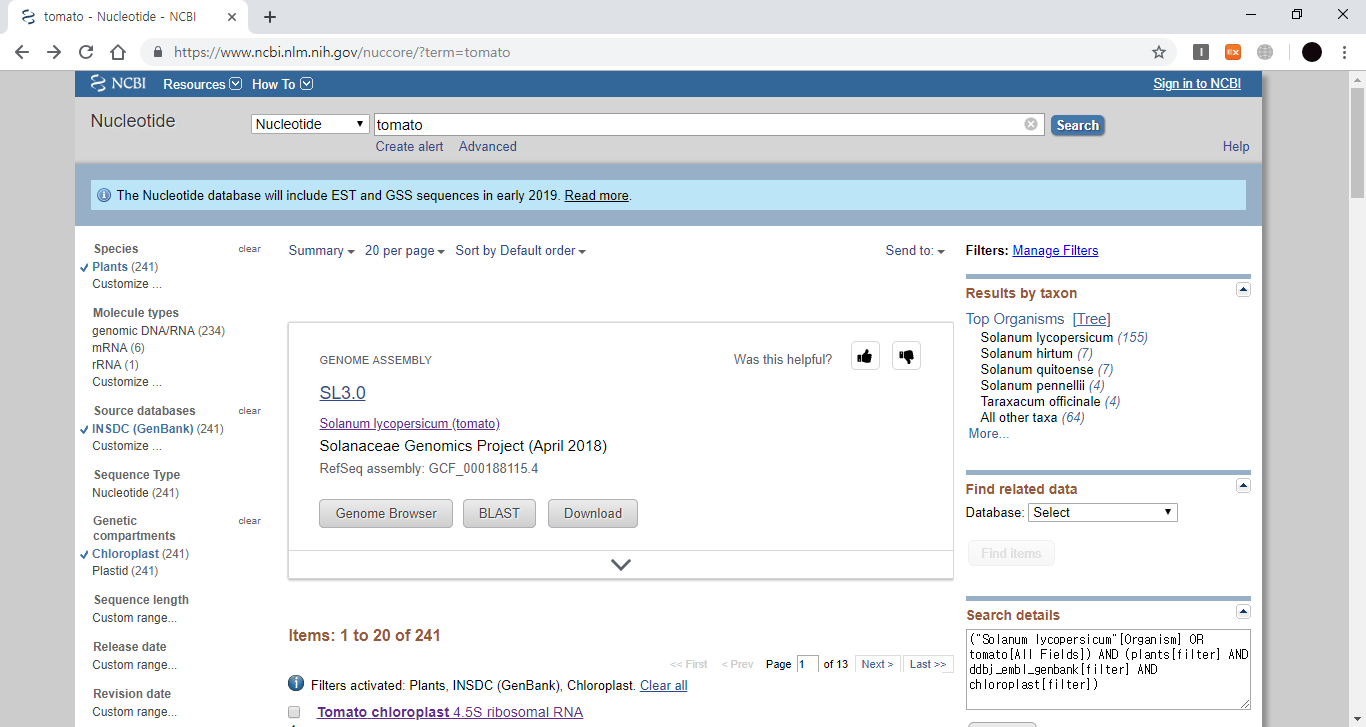 tomato - Nucleotide - NCBI
https://www.ncbi.nlm.nih.gov/nuccore/?term=tomato
NCBI Resources How To Sign in to NCBI
Nucleotide
Nucleotide tomato Search
Create alert Advanced Help
The Nucleotide database will include EST and GSS sequences in early 2019. Read more.
Species clear
Plants (241)
Customize ...
Molecule types
genomic DNA/RNA (234)
mRNA (6)
rRNA (1)
Customize ...
Source databases clear
INSDC (GenBank) (241)
Customize ...
Sequence Type
Nucleotide (241)
Genetic clear
compartments
Chloroplast (241)
Plastid (241)
Sequence length
Custom range...
Release date
Custom range...
Revision date
Custom range...
Summary 20 per page Sort by Default order Send to:
GENOME ASSEMBLY Was this helpful?
SL3.0
Solanum lycopersicum (tomato)
Solanaceae Genomics Project (April 2018)
RefSeq assembly: GCF_000188115.4
Genome Browser BLAST Download
Items: 1 to 20 of 241
<< First < Prev Page 1 of 13 Next > Last >>
Filters activated: Plants, INSDC (GenBank), Chloroplast. Clear all
Tomato chloroplast 4.5S ribosomal RNA
Filters: Manage Filters
Results by taxon
Top Organisms [Tree]
Solanum lycopersicum (155)
Solanum hirtum (7)
Solanum quitoense (7)
Solanum pennellii (4)
Taraxacum officinale (4)
All other taxa (64)
More...
Find related data
Database: Select
Find items
Search details
("Solanum lycopersicum"[Organism] OR
tomato[All Fields]) AND (plants[filter] AND
ddbj_embl_genbank[filter] AND
chloroplast[filter])